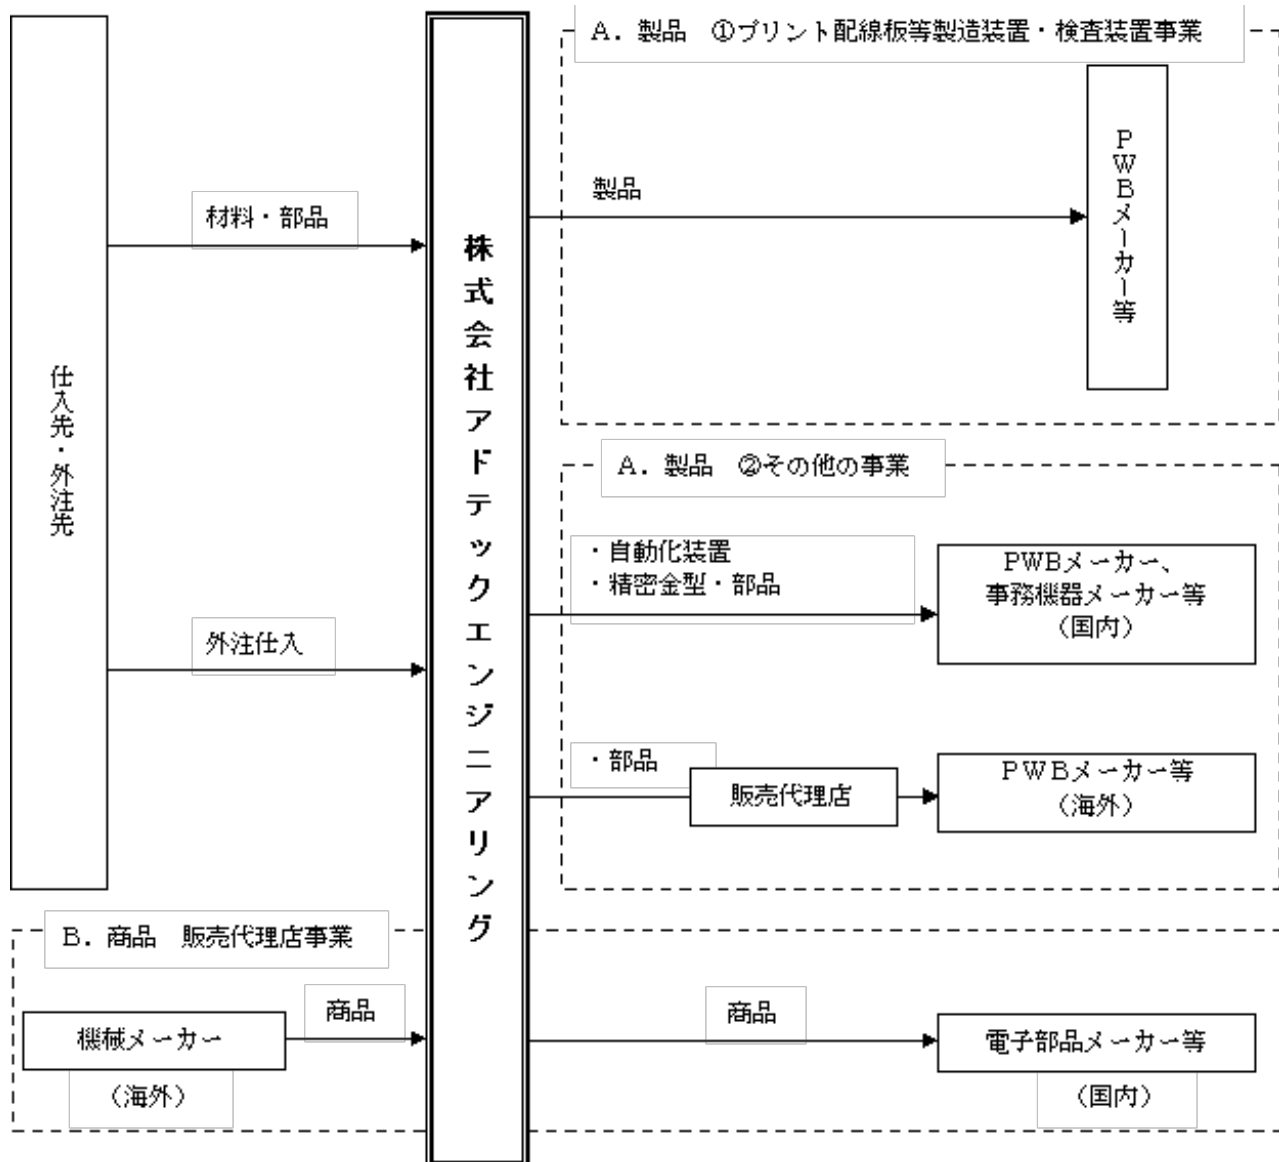 A. 製品 ①プリント配線板等製造装置・検査装置事業
製品
PWBメーカー等
材料・部品
仕入先・外注先
外注仕入
株式会社アドテックエンジニアリング
A. 製品 ②その他の事業
・自動化装置
・精密金型・部品
PWBメーカー、
事務機器メーカー等
（国内）
・部品
販売代理店
PWBメーカー等
（海外）
B. 商品 販売代理店事業
商品
機械メーカー
（海外）
商品
電子部品メーカー等
（国内）